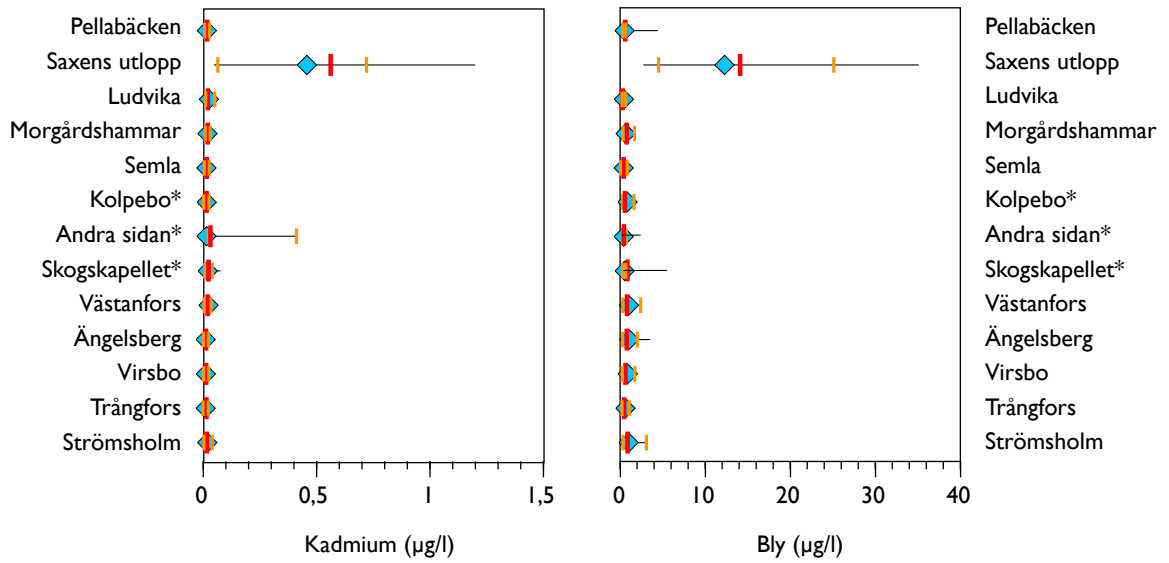 Pellabäcken
Saxens utlopp
Ludvika
Morgårdshammar
Semla
Kolpebo*
Andra sidan*
Skogskapellet*
Västanfors
Ängelsberg
Virsbo
Trångfors
Strömsholm
0 0,5 1 1,5
Kadmium (µg/l)
Pellabäcken
Saxens utlopp
Ludvika
Morgårdshammar
Semla
Kolpebo*
Andra sidan*
Skogskapellet*
Västanfors
Ängelsberg
Virsbo
Trångfors
Strömsholm
0 10 20 30 40
Bly (µg/l)